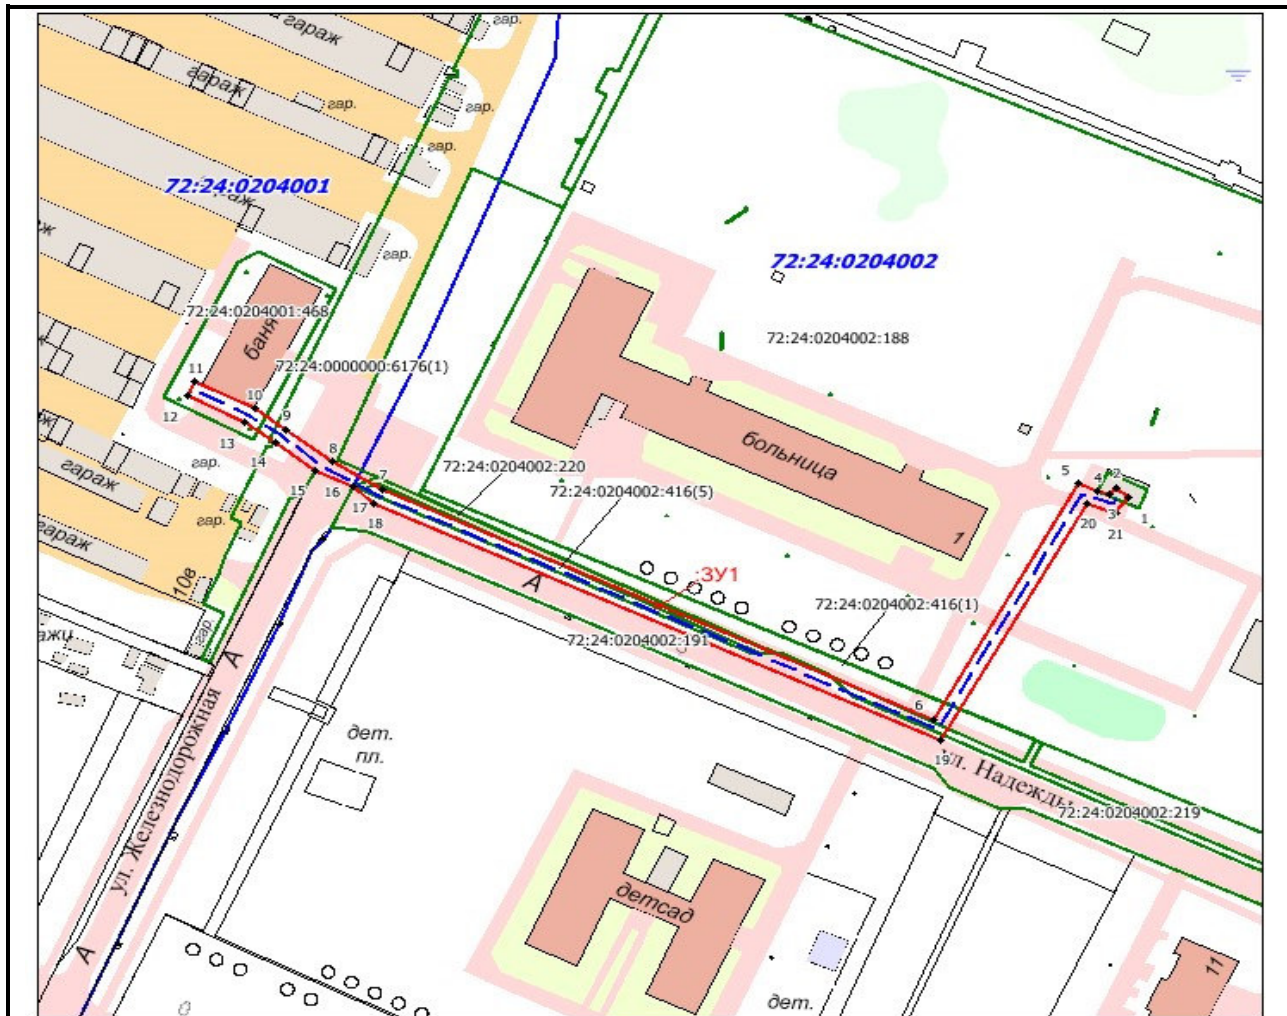 гараж
гар.
гараж
гар.
гар.
гар.
72:24:0204001
гар.
72:24:0204002
72:24:0204001:468
баня
72:24:0204002:188
72:24:0000000:6176(1)
11
10
12
9
13
14
8
больница
72:24:0204002:220
7
5
4
2
гараж
гар.
15
16
72:24:0204002:416(5)
17
18
20
3
1
21
гар.
1
гараж
:ЗУ1
А
10в
72:24:0204002:416(1)
72:24:0204002:191
гар.
А
6
ул. Железнодорожная
дет.
пл.
19
ул. Надежды
72:24:0204002:219
детсад
А
11
дет.